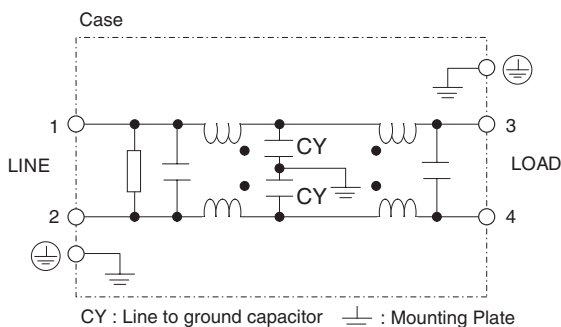 Case
1
3
CY
LINE
LOAD
CY
2
4
CY : Line to ground capacitor : Mounting Plate